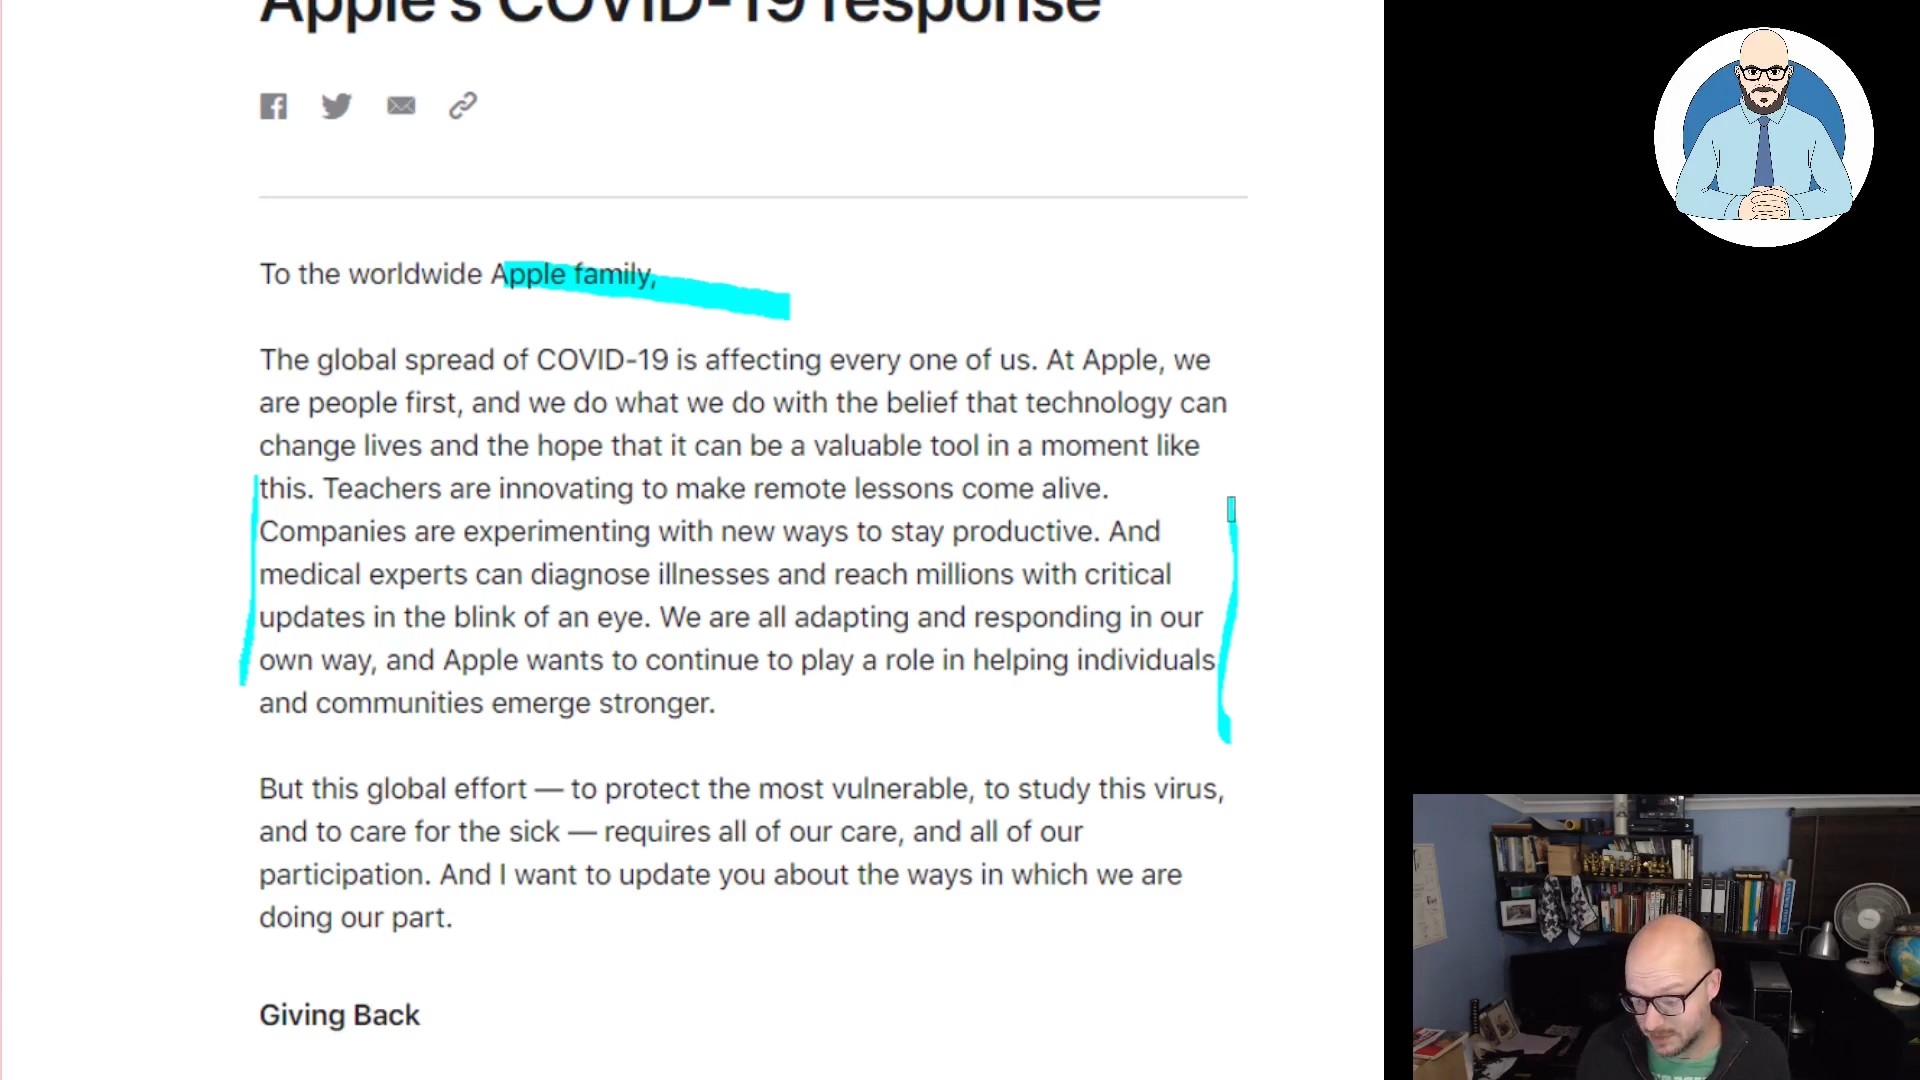 Apple's COVID-19 response
To the worldwide Apple family,
The global spread of COVID-19 is affecting every one of us. At Apple, we
are people first, and we do what we do with the belief that technology can
change lives and the hope that it can be a valuable tool in a moment like
this. Teachers are innovating to make remote lessons come alive.
Companies are experimenting with new ways to stay productive. And
medical experts can diagnose illnesses and reach millions with critical
updates in the blink of an eye. We are all adapting and responding in our
own way, and Apple wants to continue to play a role in helping individuals
and communities emerge stronger.
But this global effort — to protect the most vulnerable, to study this virus,
and to care for the sick — requires all of our care, and all of our
participation. And I want to update you about the ways in which we are
doing our part.
Giving Back